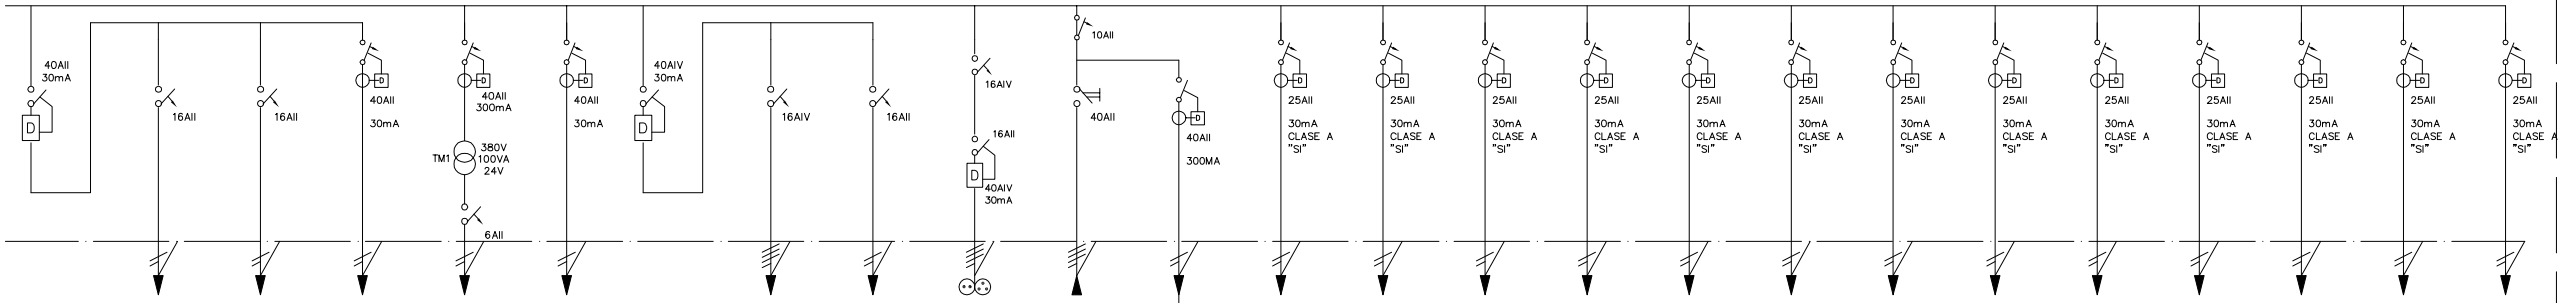 40AII
30mA
D
16AII
16AII
D
40AII
30mA
D
40AII
300mA
TM1
380V
100VA
24V
6AII
D
40AII
30mA
40AIV
30mA
D
16AIV
16AII
16AIV
16AII
D
40AIV
30mA
10AII
40AII
D
40AII
300MA
D
25AII
30mA
CLASE A
"SI"
D
25AII
30mA
CLASE A
"SI"
D
25AII
30mA
CLASE A
"SI"
D
25AII
30mA
CLASE A
"SI"
D
25AII
30mA
CLASE A
"SI"
D
25AII
30mA
CLASE A
"SI"
D
25AII
30mA
CLASE A
"SI"
D
25AII
30mA
CLASE A
"SI"
D
25AII
30mA
CLASE A
"SI"
D
25AII
30mA
CLASE A
"SI"
D
25AII
30mA
CLASE A
"SI"
D
25AII
30mA
CLASE A
"SI"
D
25AII
30mA
CLASE A
"SI"